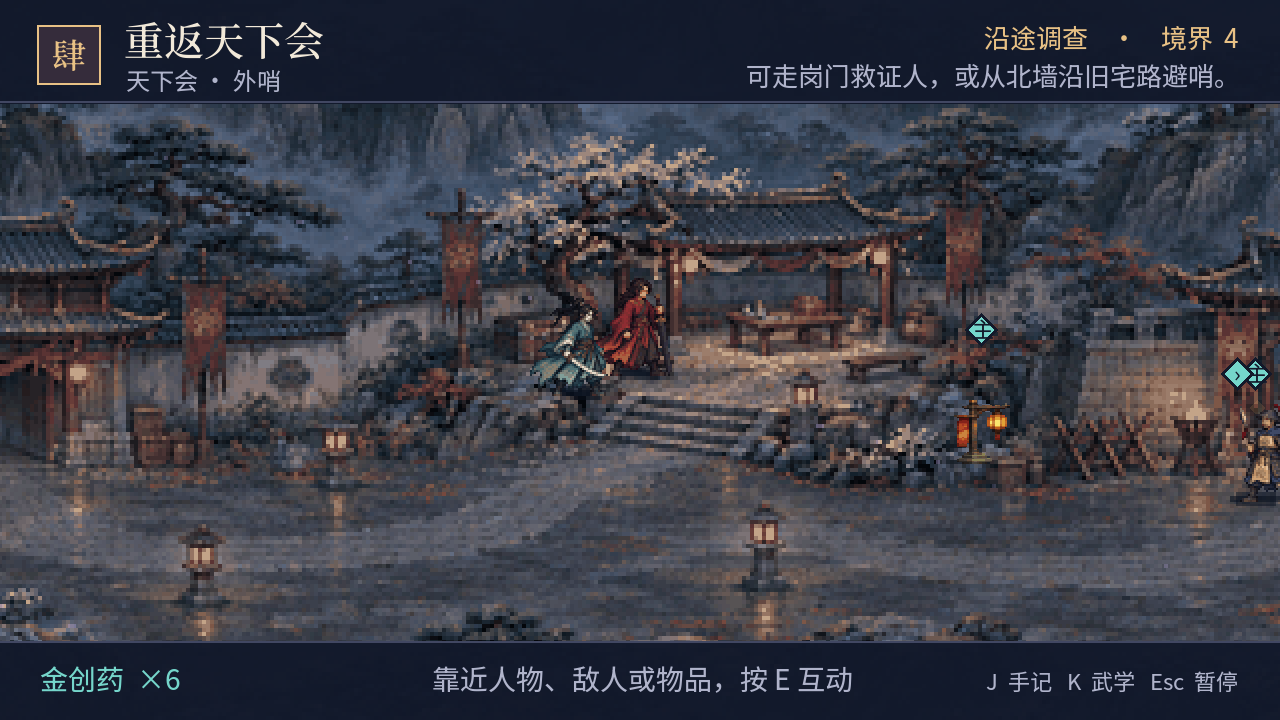 肆
重返天下会
天下会 • 外哨
沿途调查 • 境界 4
可走岗门救证人，或从北墙沿旧宅路避哨。
金创药 ×6
靠近人物、敌人或物品，按 E 互动
J 手记 K 武学 Esc 暂停